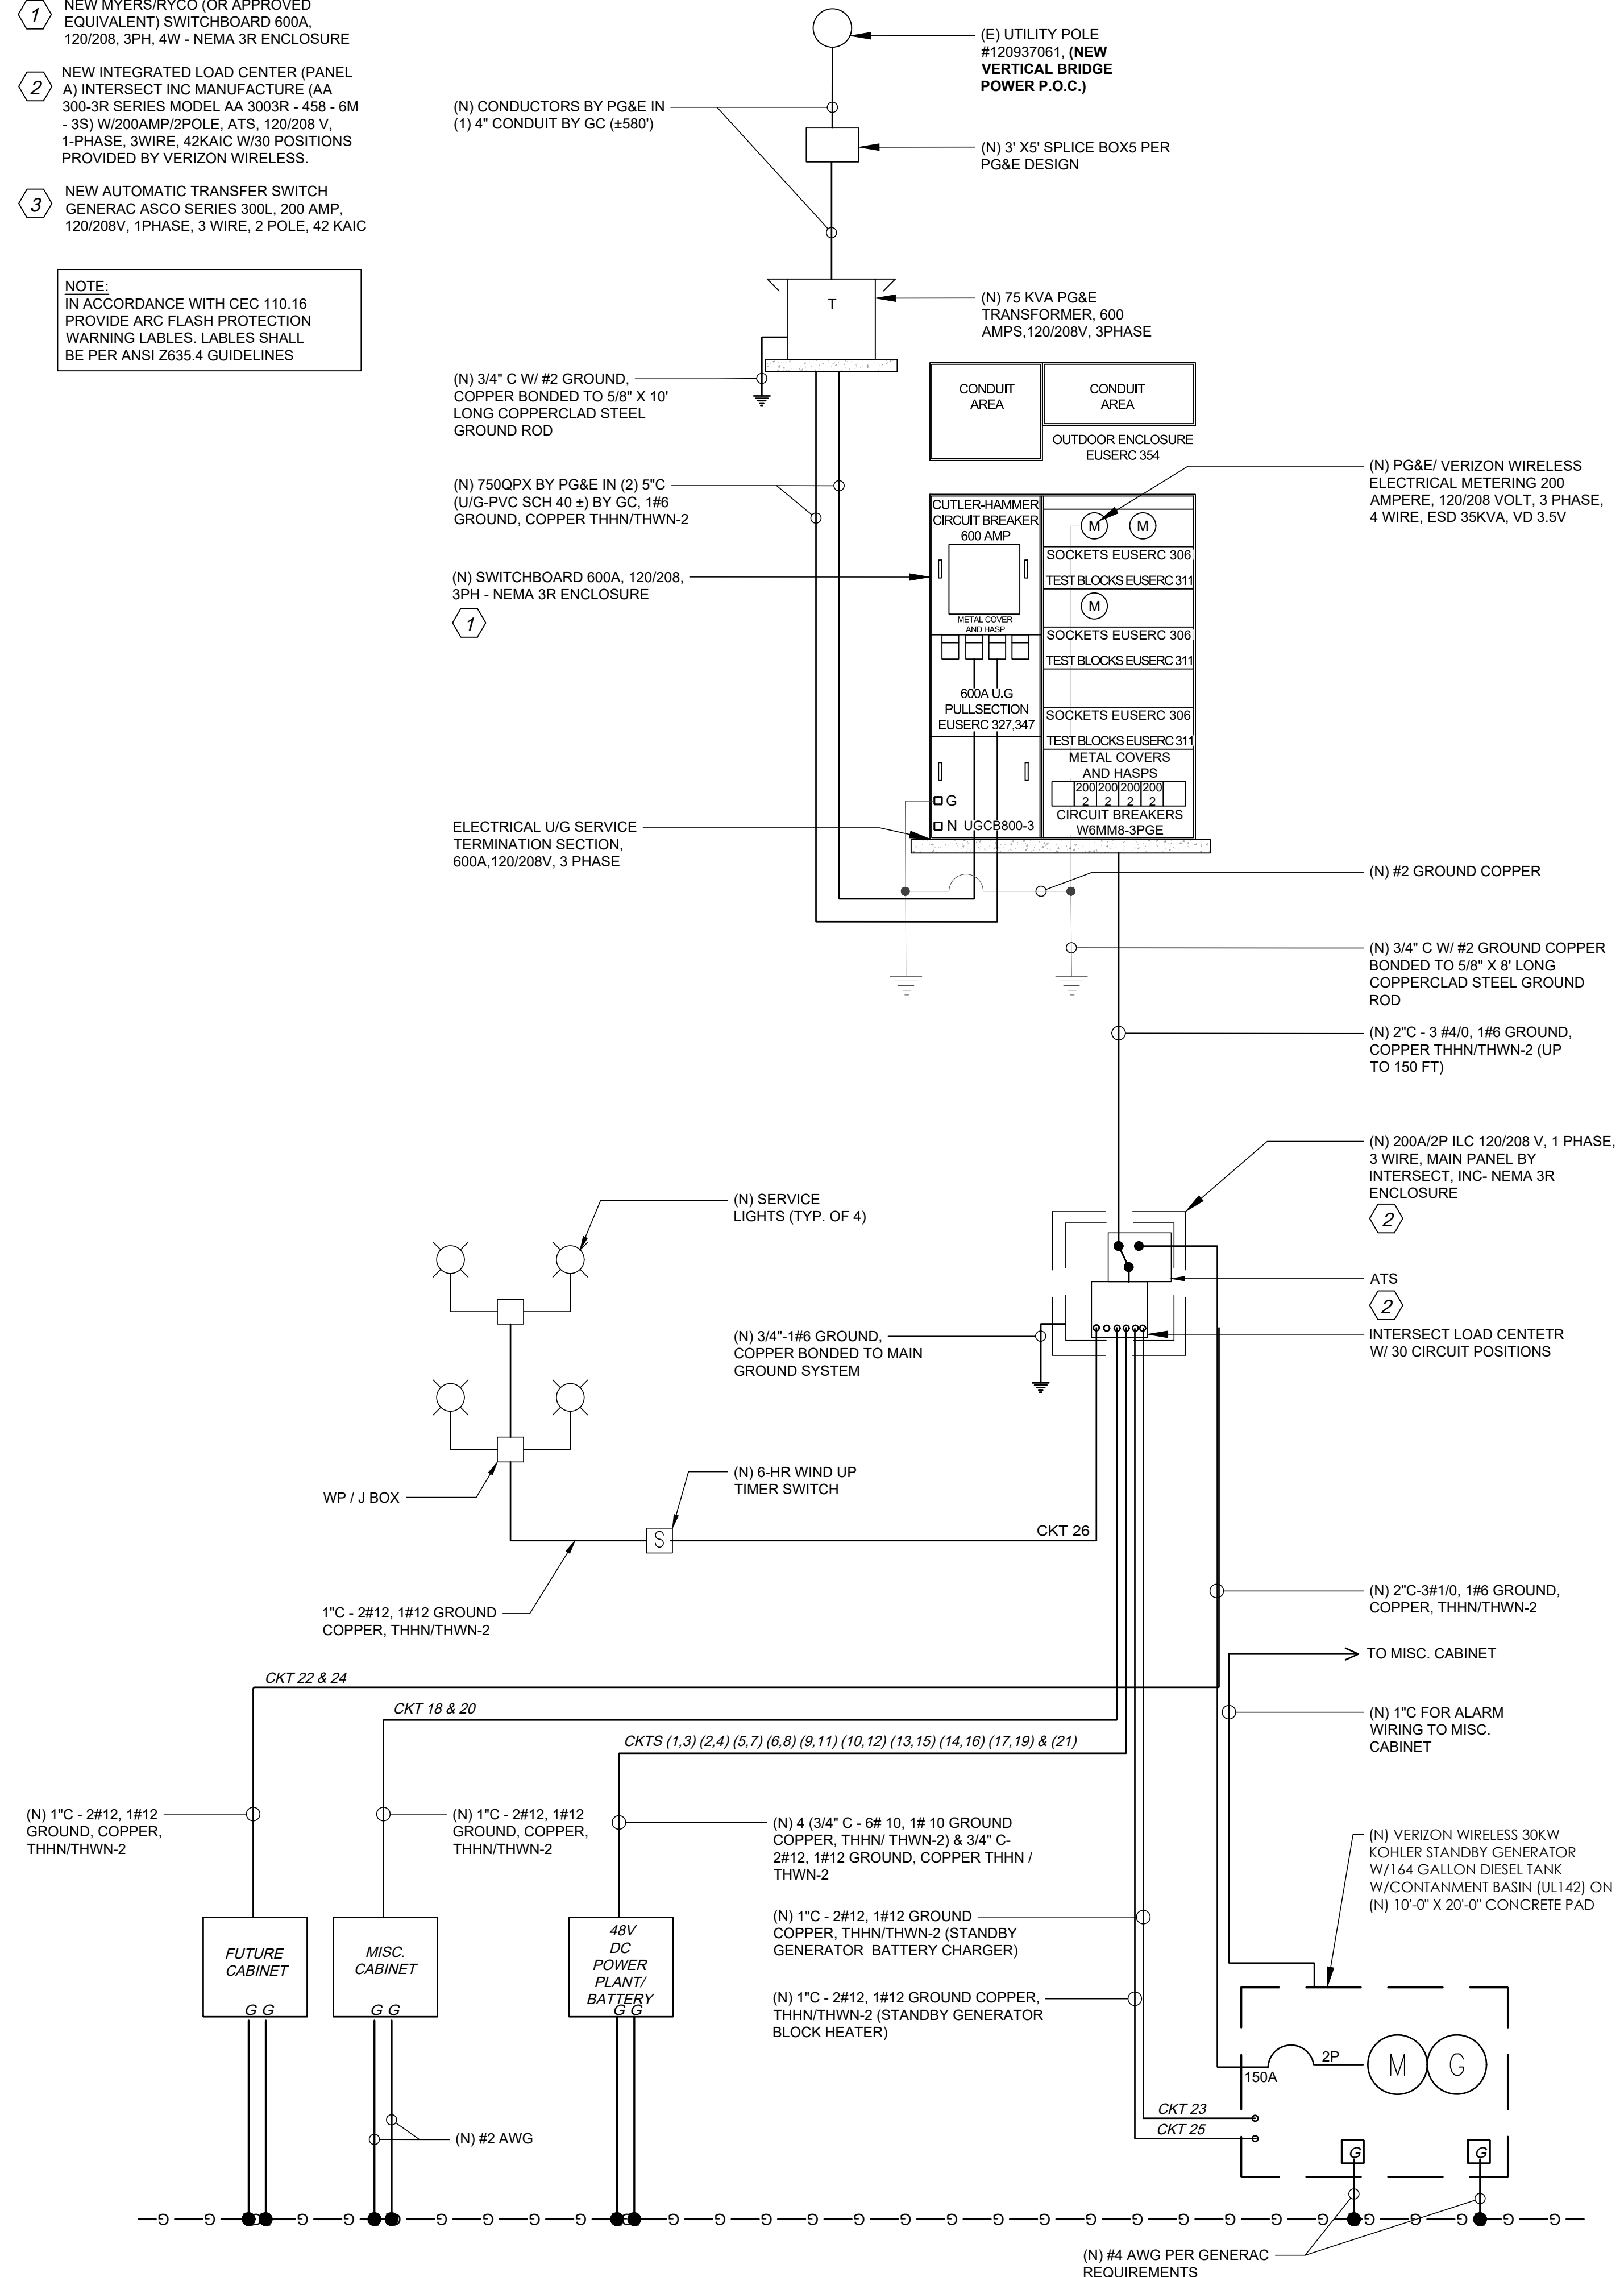 1
NEW MYERS/RYCO (OR APPROVED
EQUIVALENT) SWITCHBOARD 600A,
120/208, 3PH, 4W - NEMA 3R ENCLOSURE
2
NEW INTEGRATED LOAD CENTER (PANEL
A) INTERSECT INC MANUFACTURE (AA
300-3R SERIES MODEL AA 3003R - 458 - 6M
- 3S) W/200AMP/2POLE, ATS, 120/208 V,
1-PHASE, 3WIRE, 42KAIC W/30 POSITIONS
PROVIDED BY VERIZON WIRELESS.
3
NEW AUTOMATIC TRANSFER SWITCH
GENERAC ASCO SERIES 300L, 200 AMP,
120/208V, 1PHASE, 3 WIRE, 2 POLE, 42 KAIC
NOTE:
IN ACCORDANCE WITH CEC 110.16
PROVIDE ARC FLASH PROTECTION
WARNING LABLES. LABLES SHALL
BE PER ANSI Z635.4 GUIDELINES
(E) UTILITY POLE
#120937061, (NEW
VERTICAL BRIDGE
POWER P.O.C.)
(N) CONDUCTORS BY PG&E IN
(1) 4" CONDUIT BY GC (±580')
(N) 3' X5' SPLICE BOX5 PER
PG&E DESIGN
T
(N) 75 KVA PG&E
TRANSFORMER, 600
AMPS,120/208V, 3PHASE
(N) 3/4" C W/ #2 GROUND,
COPPER BONDED TO 5/8" X 10'
LONG COPPERCLAD STEEL
GROUND ROD
CONDUIT
AREA
CONDUIT
AREA
OUTDOOR ENCLOSURE
EUSERC 354
(N) 750QPX BY PG&E IN (2) 5"C
(U/G-PVC SCH 40 ±) BY GC, 1#6
GROUND, COPPER THHN/THWN-2
(N) PG&E/ VERIZON WIRELESS
ELECTRICAL METERING 200
AMPERE, 120/208 VOLT, 3 PHASE,
4 WIRE, ESD 35KVA, VD 3.5V
CUTLER-HAMMER
CIRCUIT BREAKER
600 AMP
METAL COVER
AND HASP
600A U.G
PULLSECTION
EUSERC 327,347
G
N UGCB800-3
M M
SOCKETS EUSERC 306
TEST BLOCKS EUSERC 311
M
SOCKETS EUSERC 306
TEST BLOCKS EUSERC 311
SOCKETS EUSERC 306
TEST BLOCKS EUSERC 311
METAL COVERS
AND HASPS
200 200 200 200
2 2 2 2
CIRCUIT BREAKERS
W6MM8-3PGE
(N) SWITCHBOARD 600A, 120/208,
3PH - NEMA 3R ENCLOSURE
1
ELECTRICAL U/G SERVICE
TERMINATION SECTION,
600A,120/208V, 3 PHASE
(N) #2 GROUND COPPER
(N) 3/4" C W/ #2 GROUND COPPER
BONDED TO 5/8" X 8' LONG
COPPERCLAD STEEL GROUND
ROD
(N) 2"C - 3 #4/0, 1#6 GROUND,
COPPER THHN/THWN-2 (UP
TO 150 FT)
(N) 200A/2P ILC 120/208 V, 1 PHASE,
3 WIRE, MAIN PANEL BY
INTERSECT, INC- NEMA 3R
ENCLOSURE
2
ATS
2
INTERSECT LOAD CENTETR
W/ 30 CIRCUIT POSITIONS
(N) SERVICE
LIGHTS (TYP. OF 4)
(N) 3/4"-1#6 GROUND,
COPPER BONDED TO MAIN
GROUND SYSTEM
WP / J BOX
(N) 6-HR WIND UP
TIMER SWITCH
S
CKT 26
1"C - 2#12, 1#12 GROUND
COPPER, THHN/THWN-2
(N) 2"C-3#1/0, 1#6 GROUND,
COPPER, THHN/THWN-2
TO MISC. CABINET
(N) 1"C FOR ALARM
WIRING TO MISC.
CABINET
CKT 22 & 24
CKT 18 & 20
CKTS (1,3) (2,4) (5,7) (6,8) (9,11) (10,12) (13,15) (14,16) (17,19) & (21)
(N) 1"C - 2#12, 1#12
GROUND, COPPER,
THHN/THWN-2
(N) 1"C - 2#12, 1#12
GROUND, COPPER,
THHN/THWN-2
(N) 4 (3/4" C - 6# 10, 1# 10 GROUND
COPPER, THHN/ THWN-2) & 3/4" C-
2#12, 1#12 GROUND, COPPER THHN /
THWN-2
(N) VERIZON WIRELESS 30KW
KOHLER STANDBY GENERATOR
W/164 GALLON DIESEL TANK
W/CONTANMENT BASIN (UL142) ON
(N) 10'-0" X 20'-0" CONCRETE PAD
(N) 1"C - 2#12, 1#12 GROUND
COPPER, THHN/THWN-2 (STANDBY
GENERATOR BATTERY CHARGER)
(N) 1"C - 2#12, 1#12 GROUND COPPER,
THHN/THWN-2 (STANDBY GENERATOR
BLOCK HEATER)
FUTURE
CABINET
G G
MISC.
CABINET
G G
48V
DC
POWER
PLANT/
BATTERY
G G
150A
2P
M G
CKT 23
CKT 25
G G
(N) #2 AWG
G G G G G G G G G G G G G G G G G G G G G G G G G G G G G G G
(N) #4 AWG PER GENERAC
REQUIREMENTS